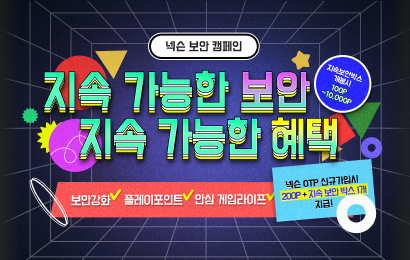 넥슨 보안 캠페인
지속 가능한 보안
지속 가능한 혜택
지속보안박스
개봉시
100P
~10,000P
보안강화 플레이포인트 안심 게임라이프
넥슨 OTP 신규가입시
200P + 지속 보안 박스 1개
지급!